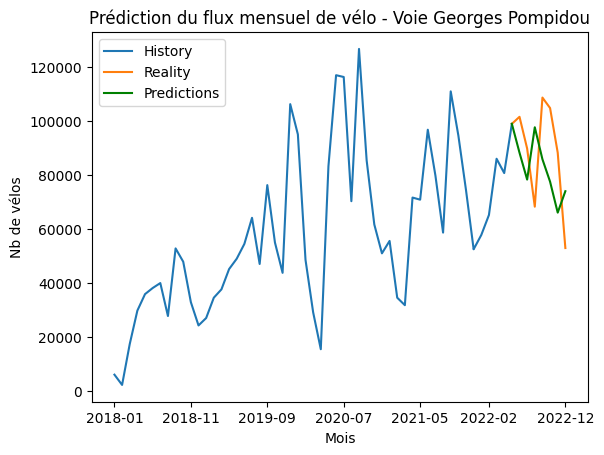 Prédiction du flux mensuel de vélo - Voie Georges Pompidou
History
Reality
Predictions
120000
100000
80000
60000
40000
20000
0
Nb de vélos
2018-01 2018-11 2019-09 2020-07 2021-05 2022-02 2022-12
Mois